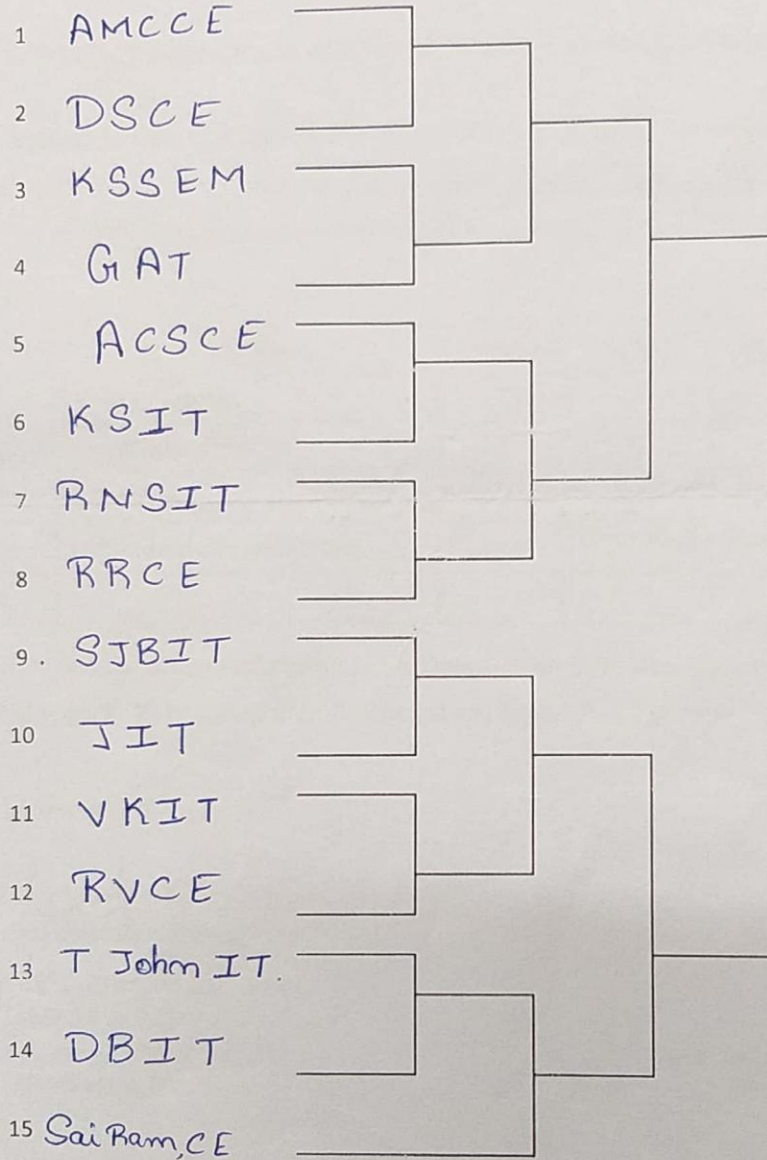 1 AMCCE
2 DSCE
3 KSSEM
4 GAT
5 ACSCE
6 KSIT
7 RNSIT
8 RRCE
9 . SJBIT
10 JIT
11 VKIT
12 RVCE
13 T John IT.
14 DBIT
15 Sai Ram, CE